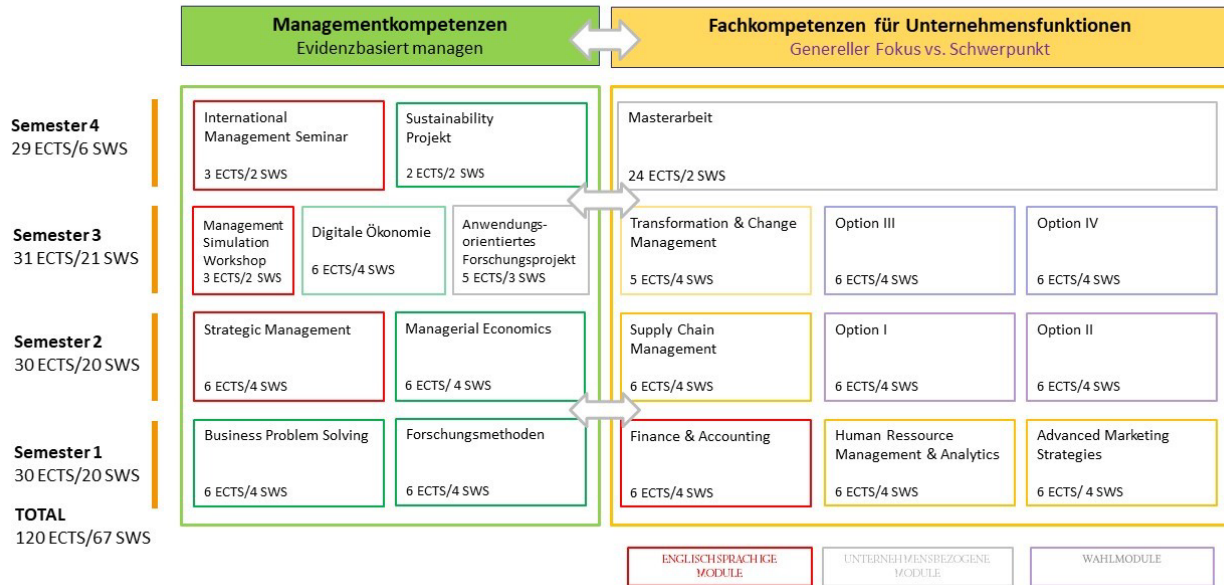 Managementkompetenzen
Evidenzbasiert managen
Fachkompetenzen für Unternehmensfunktionen
Genereller Fokus vs. Schwerpunkt
Semester 4
29 ECTS/6 SWS
International
Management Seminar
3 ECTS/2 SWS
Sustainability
Projekt
2 ECTS/2 SWS
Masterarbeit
24 ECTS/2 SWS
Semester 3
31 ECTS/21 SWS
Management
Simulation
Workshop
3 ECTS/2 SWS
Digitale Ökonomie
6 ECTS/4 SWS
Anwendungs-
orientiertes
Forschungsprojekt
5 ECTS/3 SWS
Transformation & Change
Management
5 ECTS/4 SWS
Option III
6 ECTS/4 SWS
Option IV
6 ECTS/4 SWS
Semester 2
30 ECTS/20 SWS
Strategic Management
6 ECTS/4 SWS
Managerial Economics
6 ECTS/ 4 SWS
Supply Chain
Management
6 ECTS/4 SWS
Option I
6 ECTS/4 SWS
Option II
6 ECTS/4 SWS
Semester 1
30 ECTS/20 SWS
Business Problem Solving
6 ECTS/4 SWS
Forschungsmethoden
6 ECTS/4 SWS
Finance & Accounting
6 ECTS/4 SWS
Human Ressource
Management & Analytics
6 ECTS/4 SWS
Advanced Marketing
Strategies
6 ECTS/ 4 SWS
TOTAL
120 ECTS/67 SWS
ENGLISCHSPRACHIGE
MODULE
UNTERNEHMENSBEZOGENE
MODULE
WAHLMODULE